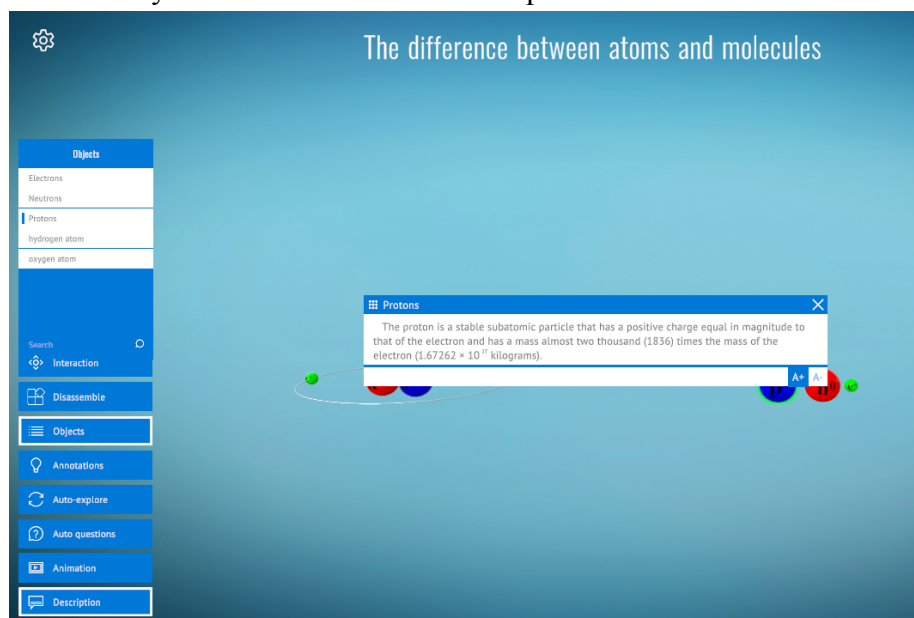 The difference between atoms and molecules
Objects
Electrons
Neutrons
Protons
hydrogen atom
oxygen atom
Search
Interaction
Disassemble
Objects
Annotations
Auto-explore
Auto questions
Animation
Description
Protons
The proton is a stable subatomic particle that has a positive charge equal in magnitude to
that of the electron and has a mass almost two thousand (1836) times the mass of the
electron (1.67262 × 10 kilograms).
A+ A-